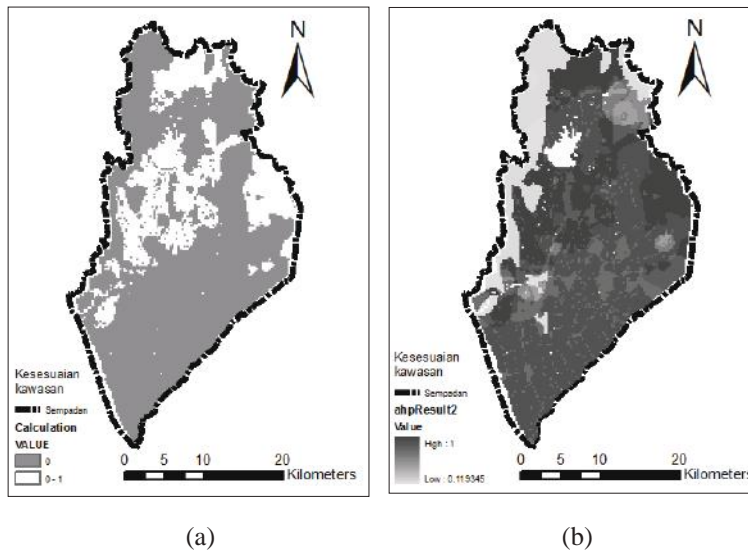 N
Kesesuaian
kawasan
Sempadan
Calculation
VALUE
0
0 - 1
0 5 10 20
Kilometers
(a)
N
Kesesuaian
kawasan
Sempadan
ahpResult2
Value
High : 1
Low : 0.119345
0 5 10 20
Kilometers
(b)